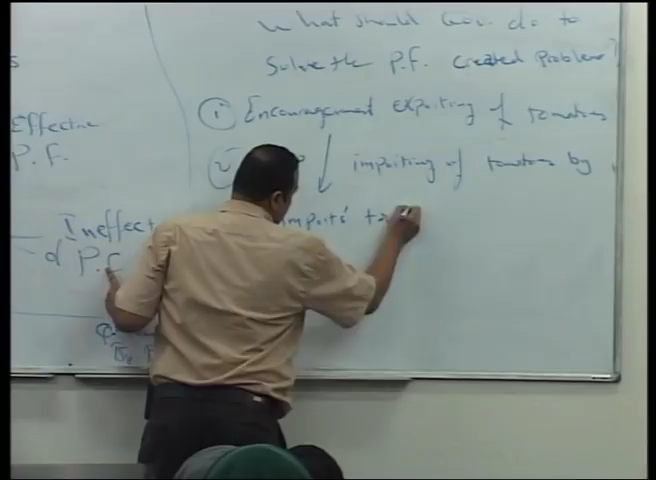 what should Gov. do to
Solve the P.F. created problem?
Effective
P.F.
① Encouragement exporting of tomatoes
② ↓ importing of tomatoes by
Ineffect
imports' ta
of P.F